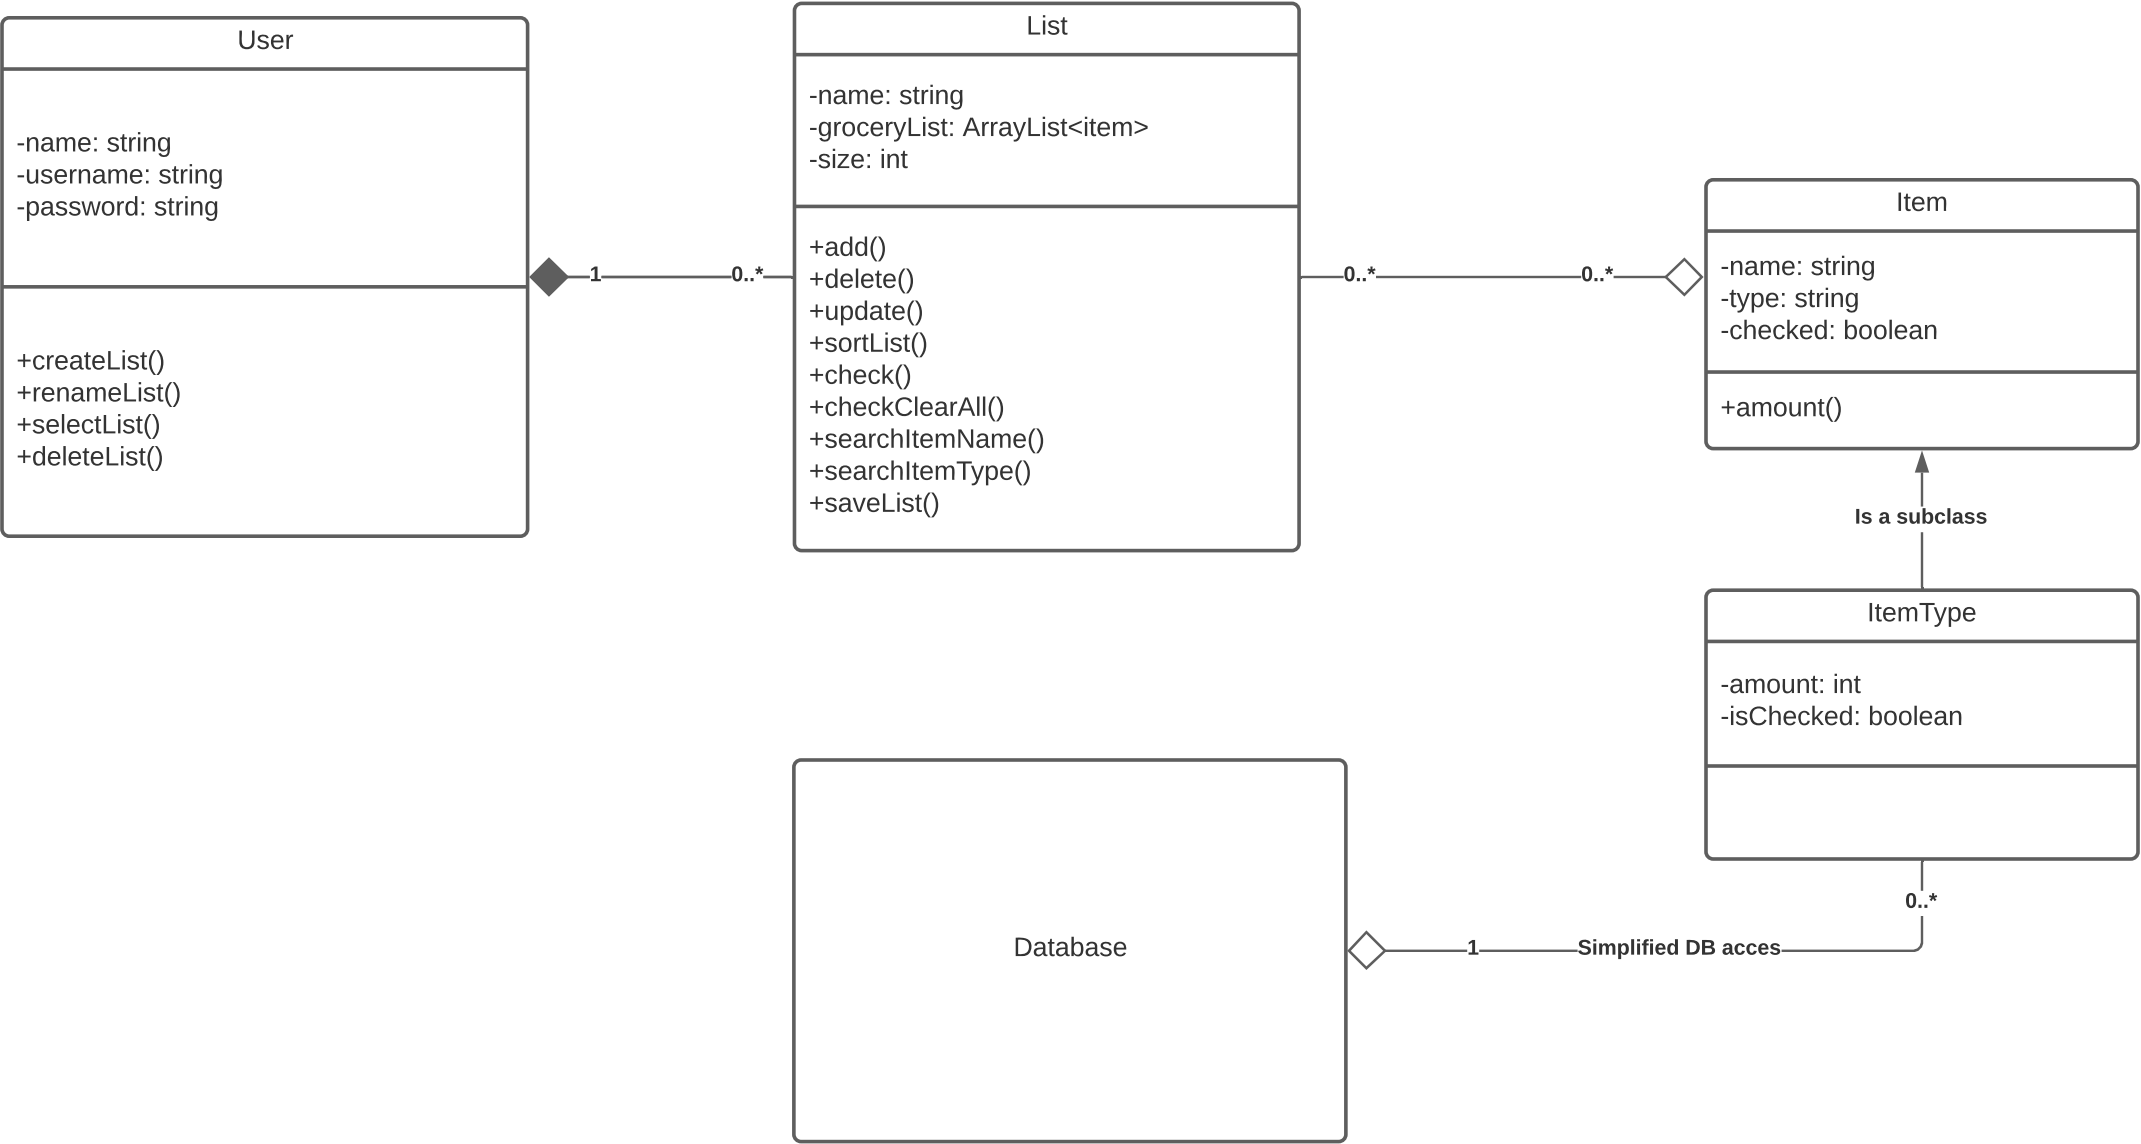 User
-name: string
-username: string
-password: string
+createList()
+renameList()
+selectList()
+deleteList()
1
0..*
List
-name: string
-groceryList: ArrayList<item>
-size: int
+add()
+delete()
+update()
+sortList()
+check()
+checkClearAll()
+searchItemName()
+searchItemType()
+saveList()
0..*
0..*
Item
-name: string
-type: string
-checked: boolean
+amount()
Is a subclass
ItemType
-amount: int
-isChecked: boolean
0..*
Simplified DB acces
1
Database